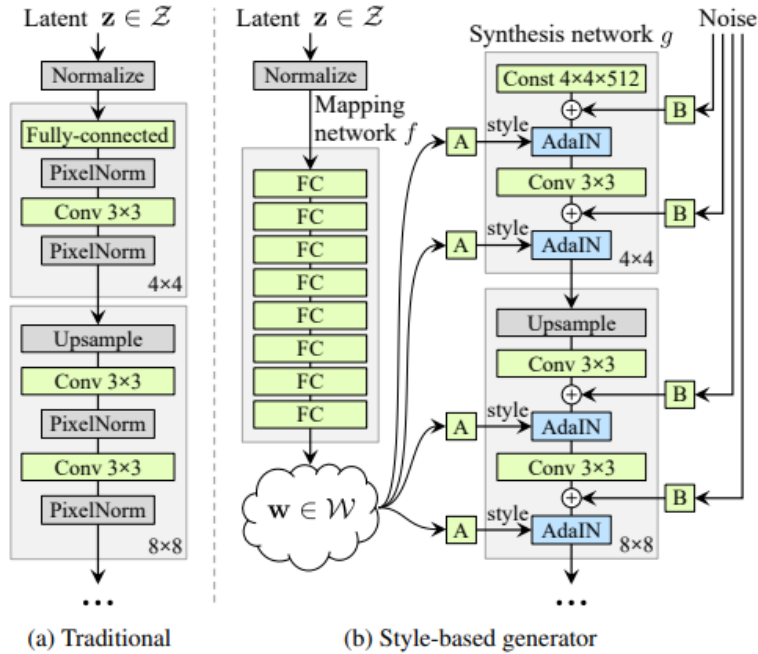 Latent z ∈ Z
Normalize
Fully-connected
PixelNorm
Conv 3×3
PixelNorm
4×4
Upsample
Conv 3×3
PixelNorm
Conv 3×3
PixelNorm
8×8
...
(a) Traditional
Latent z ∈ Z
Normalize
Mapping
network f
FC
FC
FC
FC
FC
FC
FC
FC
w ∈ W
Synthesis network g
Noise
Const 4×4×512
B
A
style
AdaIN
Conv 3×3
B
A
style
AdaIN
4×4
Upsample
Conv 3×3
B
A
style
AdaIN
Conv 3×3
B
A
style
AdaIN
8×8
...
(b) Style-based generator